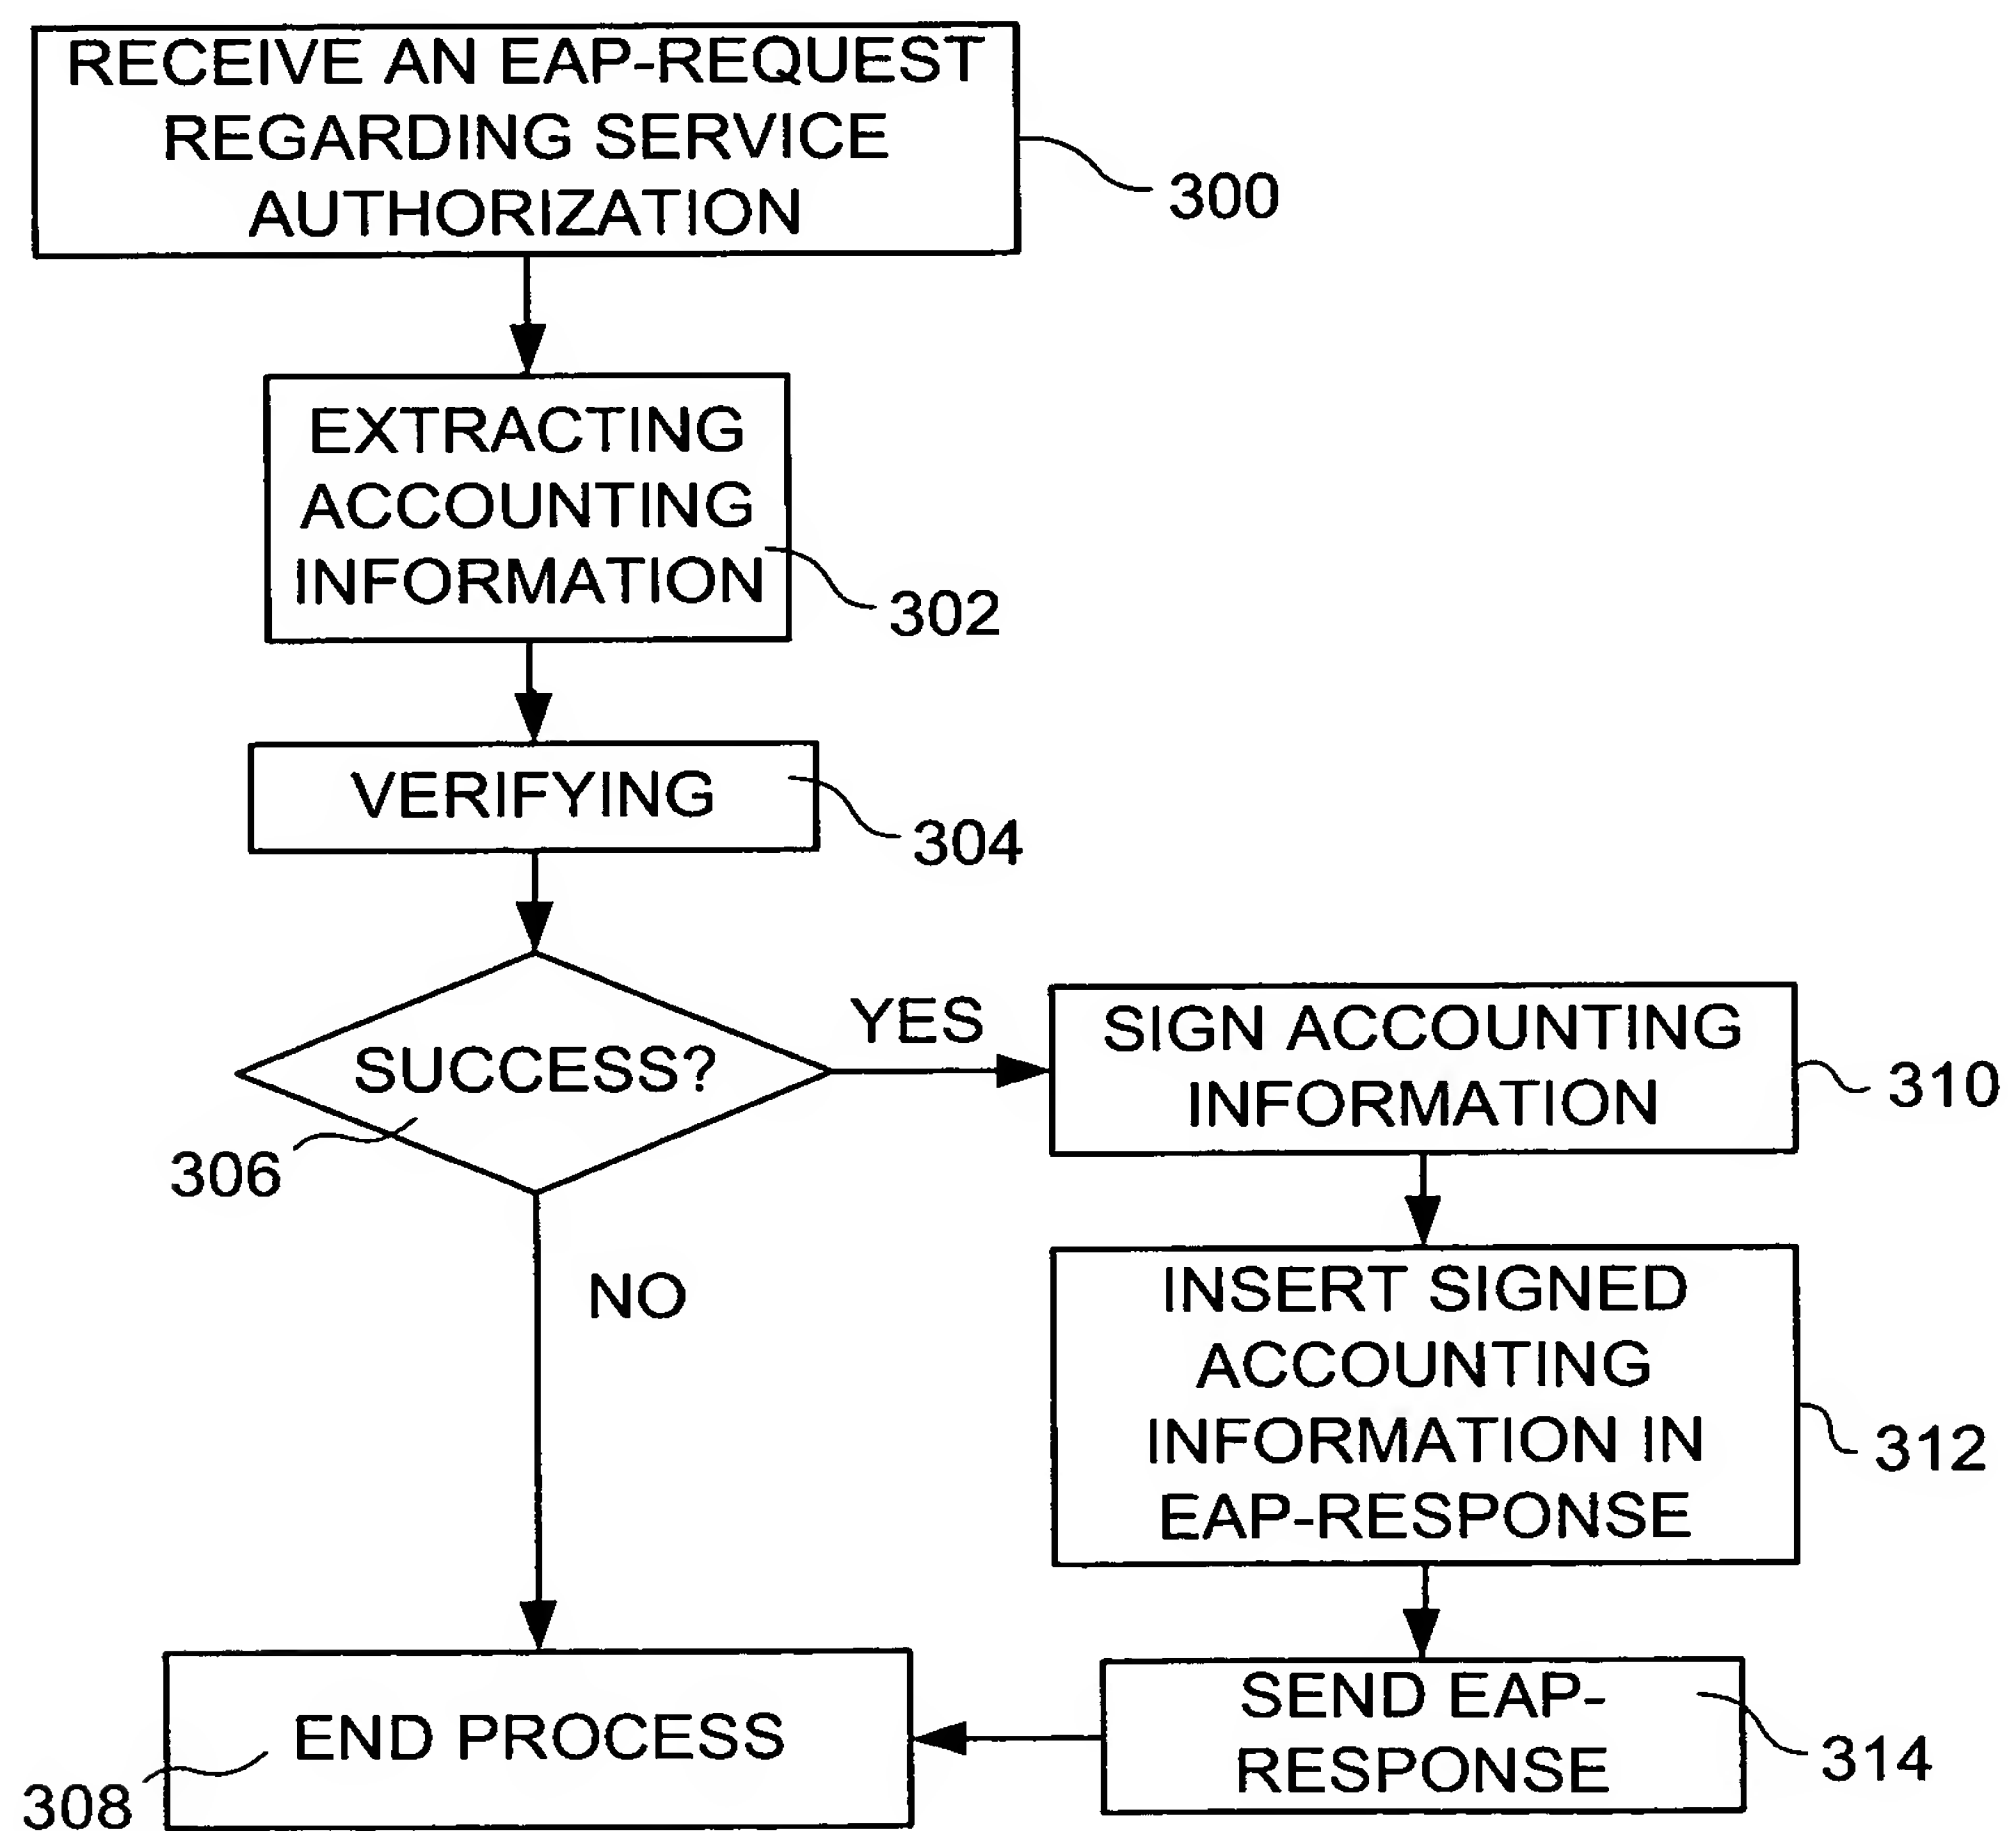 RECEIVE AN EAP-REQUEST
REGARDING SERVICE
AUTHORIZATION
300
EXTRACTING
ACCOUNTING
INFORMATION
302
VERIFYING
304
SUCCESS?
306
YES
NO
SIGN ACCOUNTING
INFORMATION
310
INSERT SIGNED
ACCOUNTING
INFORMATION IN
EAP-RESPONSE
312
SEND EAP-
RESPONSE
314
END PROCESS
308